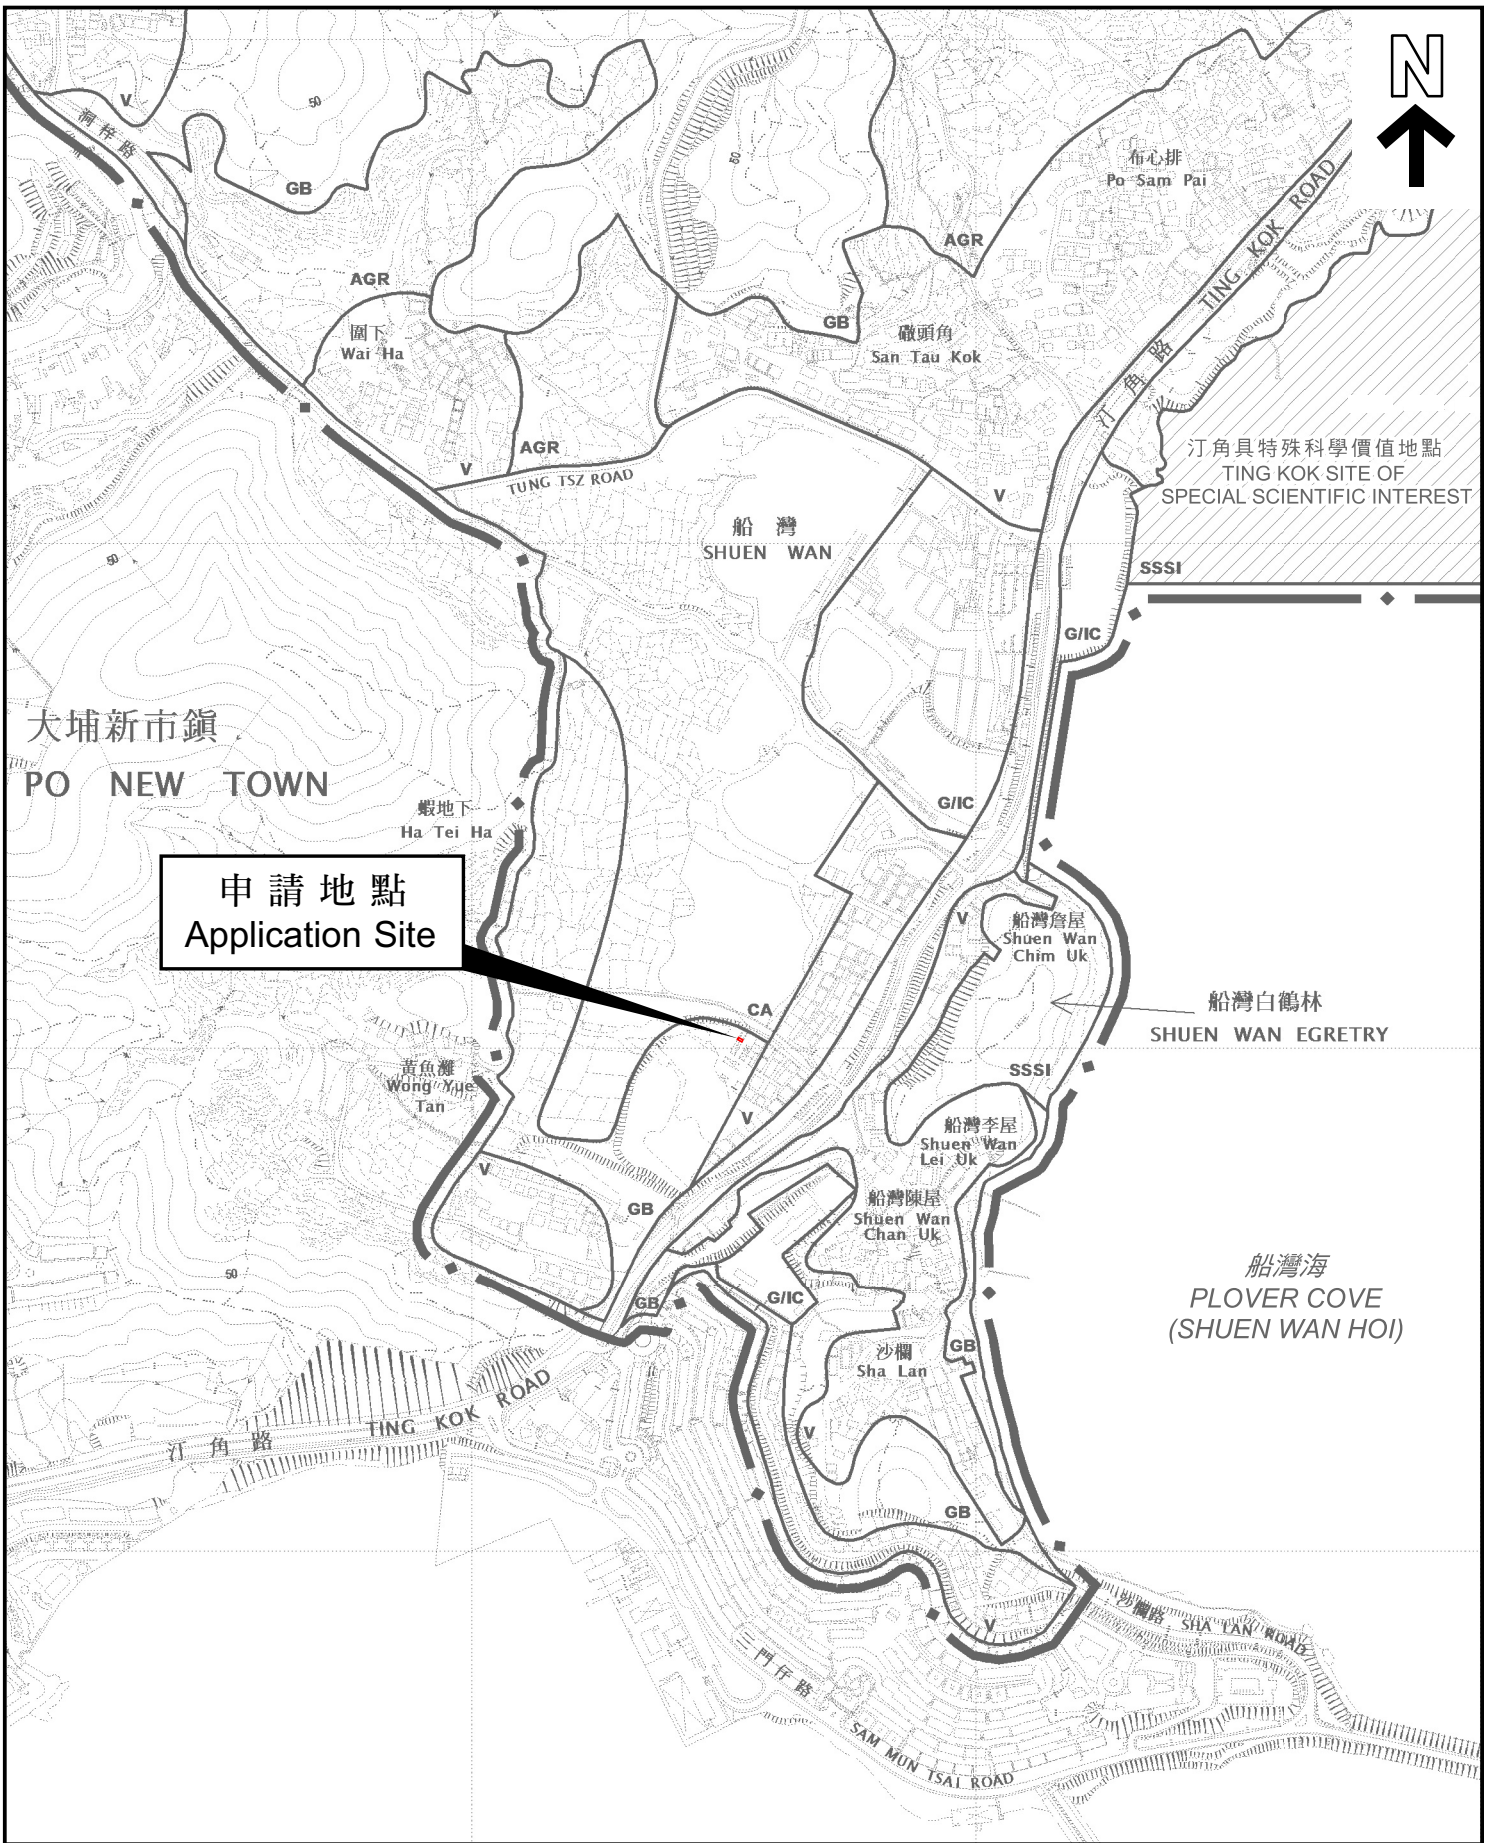 N
V
洞梓路
50
GB
50
布心排
Po Sam Pai
AGR
TING KOK ROAD
汀角路
AGR
圍下
Wai Ha
GB
䃟頭角
San Tau Kok
V
AGR
TUNG TSZ ROAD
汀角具特殊科學價值地點
TING KOK SITE OF
SPECIAL SCIENTIFIC INTEREST
V
船灣
SHUEN WAN
50
SSSI
G/IC
大埔新市鎮
PO NEW TOWN
蝦地下
Ha Tei Ha
G/IC
申請地點
Application Site
V
船灣詹屋
Shuen Wan
Chim Uk
CA
船灣白鶴林
SHUEN WAN EGRETRY
黃魚灘
Wong Yue
Tan
SSSI
V
船灣李屋
Shuen Wan
Lei Uk
V
GB
船灣陳屋
Shuen Wan
Chan Uk
50
船灣海
PLOVER COVE
(SHUEN WAN HOI)
GB
G/IC
GB
沙欄
Sha Lan
汀角路
TING KOK ROAD
V
GB
V
沙欄路 SHA LAN ROAD
三門仔路
SAM MUN TSAI ROAD